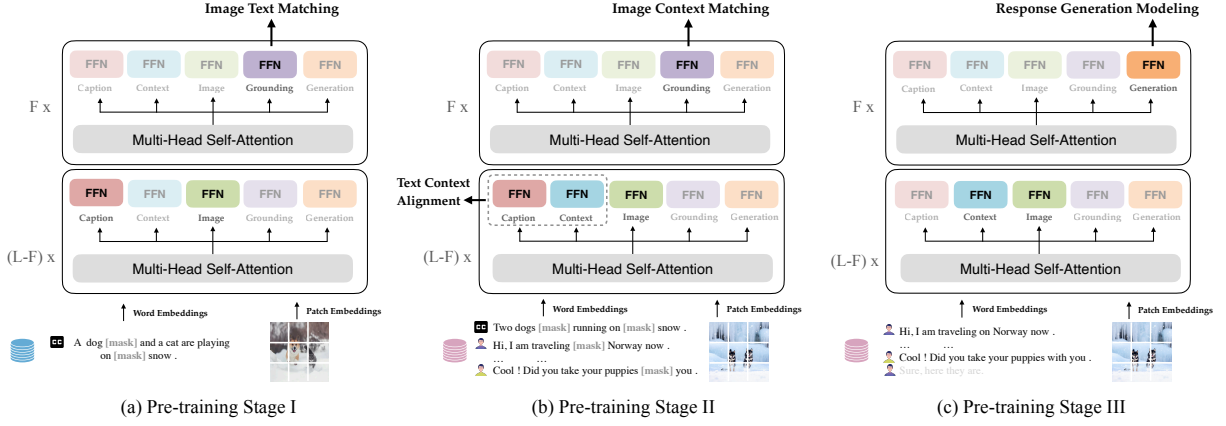 Image Text Matching
FFN FFN FFN FFN FFN
Caption Context Image Grounding Generation
F x
Multi-Head Self-Attention
FFN FFN FFN FFN FFN
Caption Context Image Grounding Generation
(L-F) x
Multi-Head Self-Attention
Word Embeddings
Patch Embeddings
CC A dog [mask] and a cat are playing
on [mask] snow .
(a) Pre-training Stage I
Image Context Matching
FFN FFN FFN FFN FFN
Caption Context Image Grounding Generation
F x
Multi-Head Self-Attention
Text Context
Alignment
FFN FFN FFN FFN FFN
Caption Context Image Grounding Generation
(L-F) x
Multi-Head Self-Attention
Word Embeddings
Patch Embeddings
CC Two dogs [mask] running on [mask] snow .
Hi, I am traveling [mask] Norway now .
... ... ...
Cool ! Did you take your puppies [mask] you .
(b) Pre-training Stage II
Response Generation Modeling
FFN FFN FFN FFN FFN
Caption Context Image Grounding Generation
F x
Multi-Head Self-Attention
FFN FFN FFN FFN FFN
Caption Context Image Grounding Generation
(L-F) x
Multi-Head Self-Attention
Word Embeddings
Patch Embeddings
Hi, I am traveling on Norway now .
... ... ...
Cool ! Did you take your puppies with you .
Sure, here they are.
(c) Pre-training Stage III